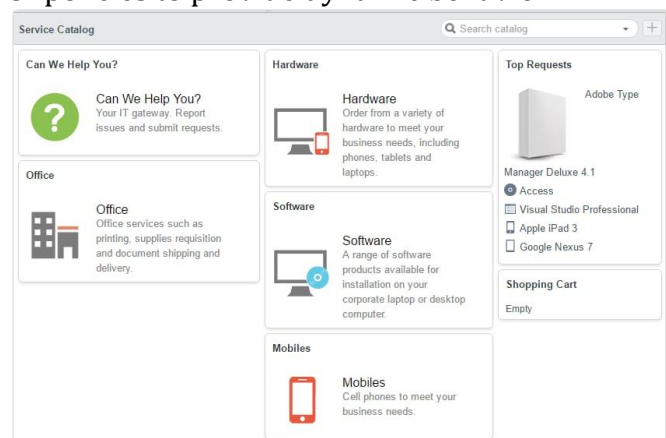 Service Catalog
Search catalog
Can We Help You?
Can We Help You?
Your IT gateway. Report
issues and submit requests.
Office
Office
Office services such as
printing, supplies requisition
and document shipping and
delivery.
Hardware
Hardware
Order from a variety of
hardware to meet your
business needs, including
phones, tablets and
laptops.
Software
Software
A range of software
products available for
installation on your
corporate laptop or desktop
computer.
Mobiles
Mobiles
Cell phones to meet your
business needs.
Top Requests
Adobe Type
Manager Deluxe 4.1
Access
Visual Studio Professional
Apple iPad 3
Google Nexus 7
Shopping Cart
Empty